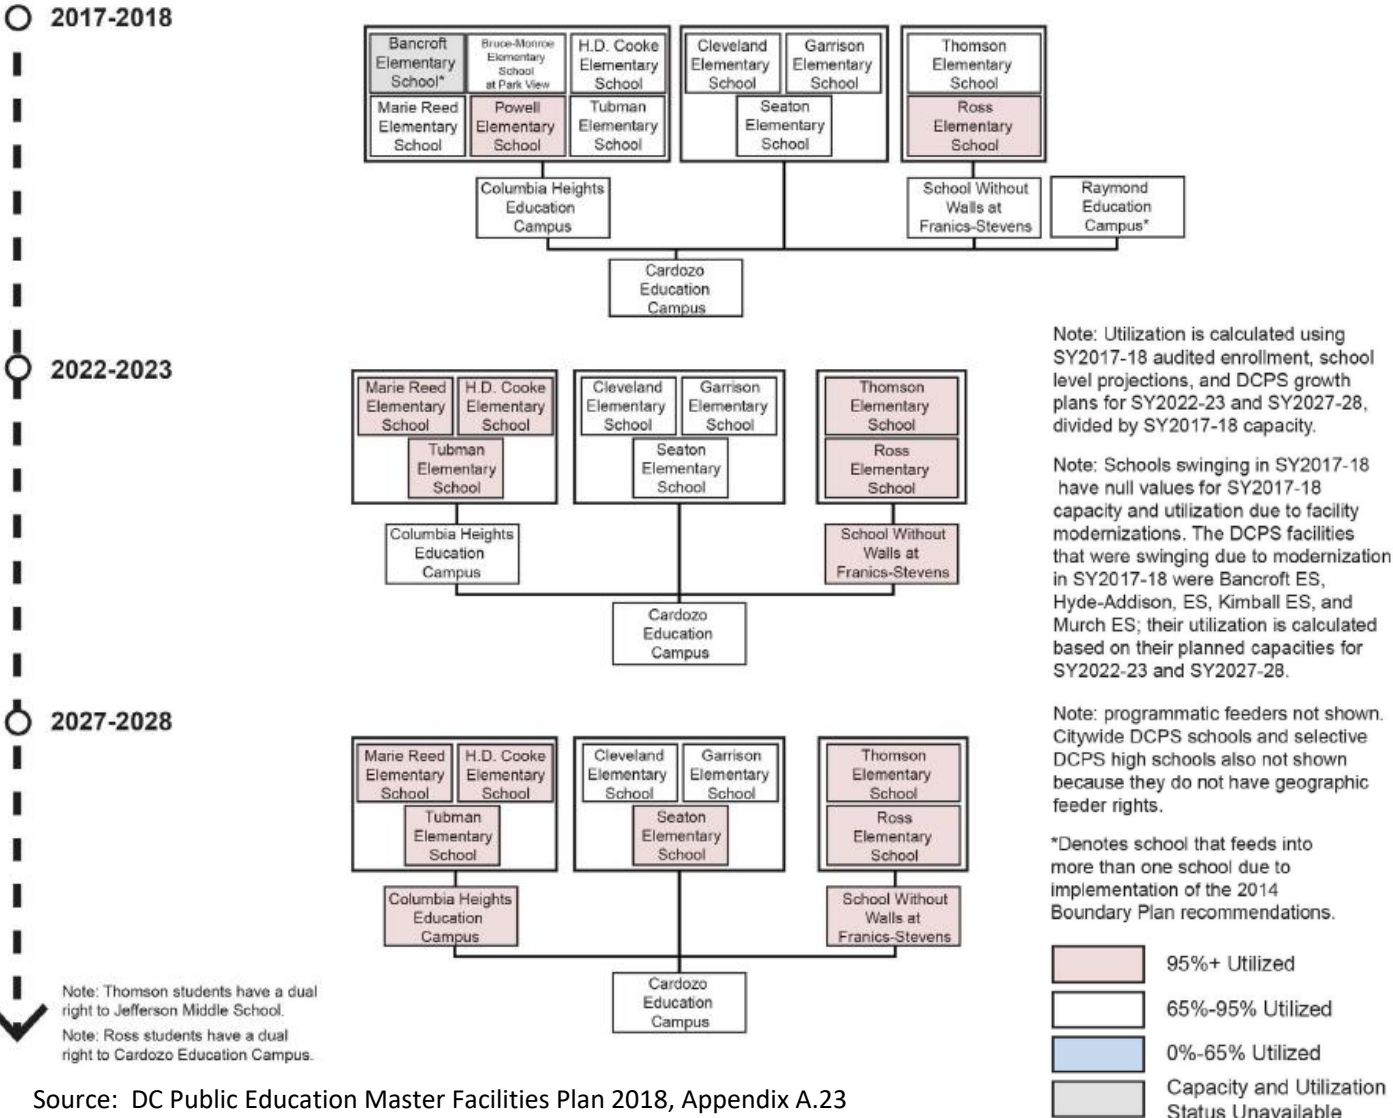 2017-2018
Bancroft
Elementary
School*
Bruce-Monroe
Elementary
School
at Park View
H.D. Cooke
Elementary
School
Marie Reed
Elementary
School
Powell
Elementary
School
Tubman
Elementary
School
Cleveland
Elementary
School
Garrison
Elementary
School
Seaton
Elementary
School
Thomson
Elementary
School
Ross
Elementary
School
Columbia Heights
Education
Campus
School Without
Walls at
Franics-Stevens
Raymond
Education
Campus*
Cardozo
Education
Campus
2022-2023
Marie Reed
Elementary
School
H.D. Cooke
Elementary
School
Tubman
Elementary
School
Cleveland
Elementary
School
Garrison
Elementary
School
Seaton
Elementary
School
Thomson
Elementary
School
Ross
Elementary
School
Columbia Heights
Education
Campus
School Without
Walls at
Franics-Stevens
Cardozo
Education
Campus
2027-2028
Marie Reed
Elementary
School
H.D. Cooke
Elementary
School
Tubman
Elementary
School
Cleveland
Elementary
School
Garrison
Elementary
School
Seaton
Elementary
School
Thomson
Elementary
School
Ross
Elementary
School
Columbia Heights
Education
Campus
School Without
Walls at
Franics-Stevens
Cardozo
Education
Campus
Note: Utilization is calculated using
SY2017-18 audited enrollment, school
level projections, and DCPS growth
plans for SY2022-23 and SY2027-28,
divided by SY2017-18 capacity.
Note: Schools swinging in SY2017-18
have null values for SY2017-18
capacity and utilization due to facility
modernizations. The DCPS facilities
that were swinging due to modernization
in SY2017-18 were Bancroft ES,
Hyde-Addison, ES, Kimball ES, and
Murch ES; their utilization is calculated
based on their planned capacities for
SY2022-23 and SY2027-28.
Note: programmatic feeders not shown.
Citywide DCPS schools and selective
DCPS high schools also not shown
because they do not have geographic
feeder rights.
*Denotes school that feeds into
more than one school due to
implementation of the 2014
Boundary Plan recommendations.
95%+ Utilized
65%-95% Utilized
0%-65% Utilized
Capacity and Utilization
Status Unavailable
Note: Thomson students have a dual
right to Jefferson Middle School.
Note: Ross students have a dual
right to Cardozo Education Campus.
Source: DC Public Education Master Facilities Plan 2018, Appendix A.23